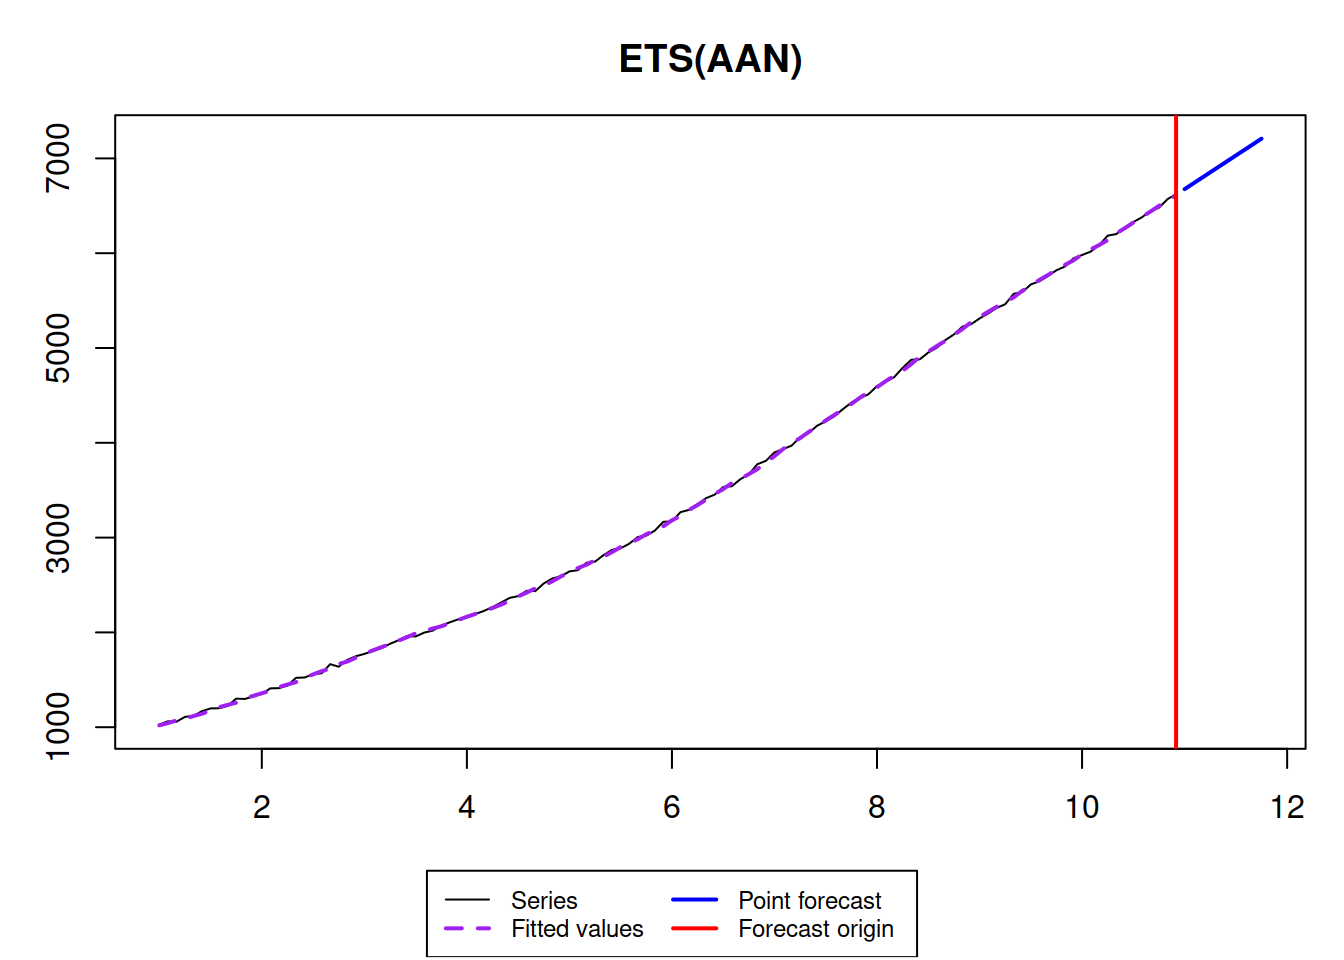 ETS(AAN)
7000
5000
3000
1000
2 4 6 8 10 12
Series Point forecast
Fitted values Forecast origin